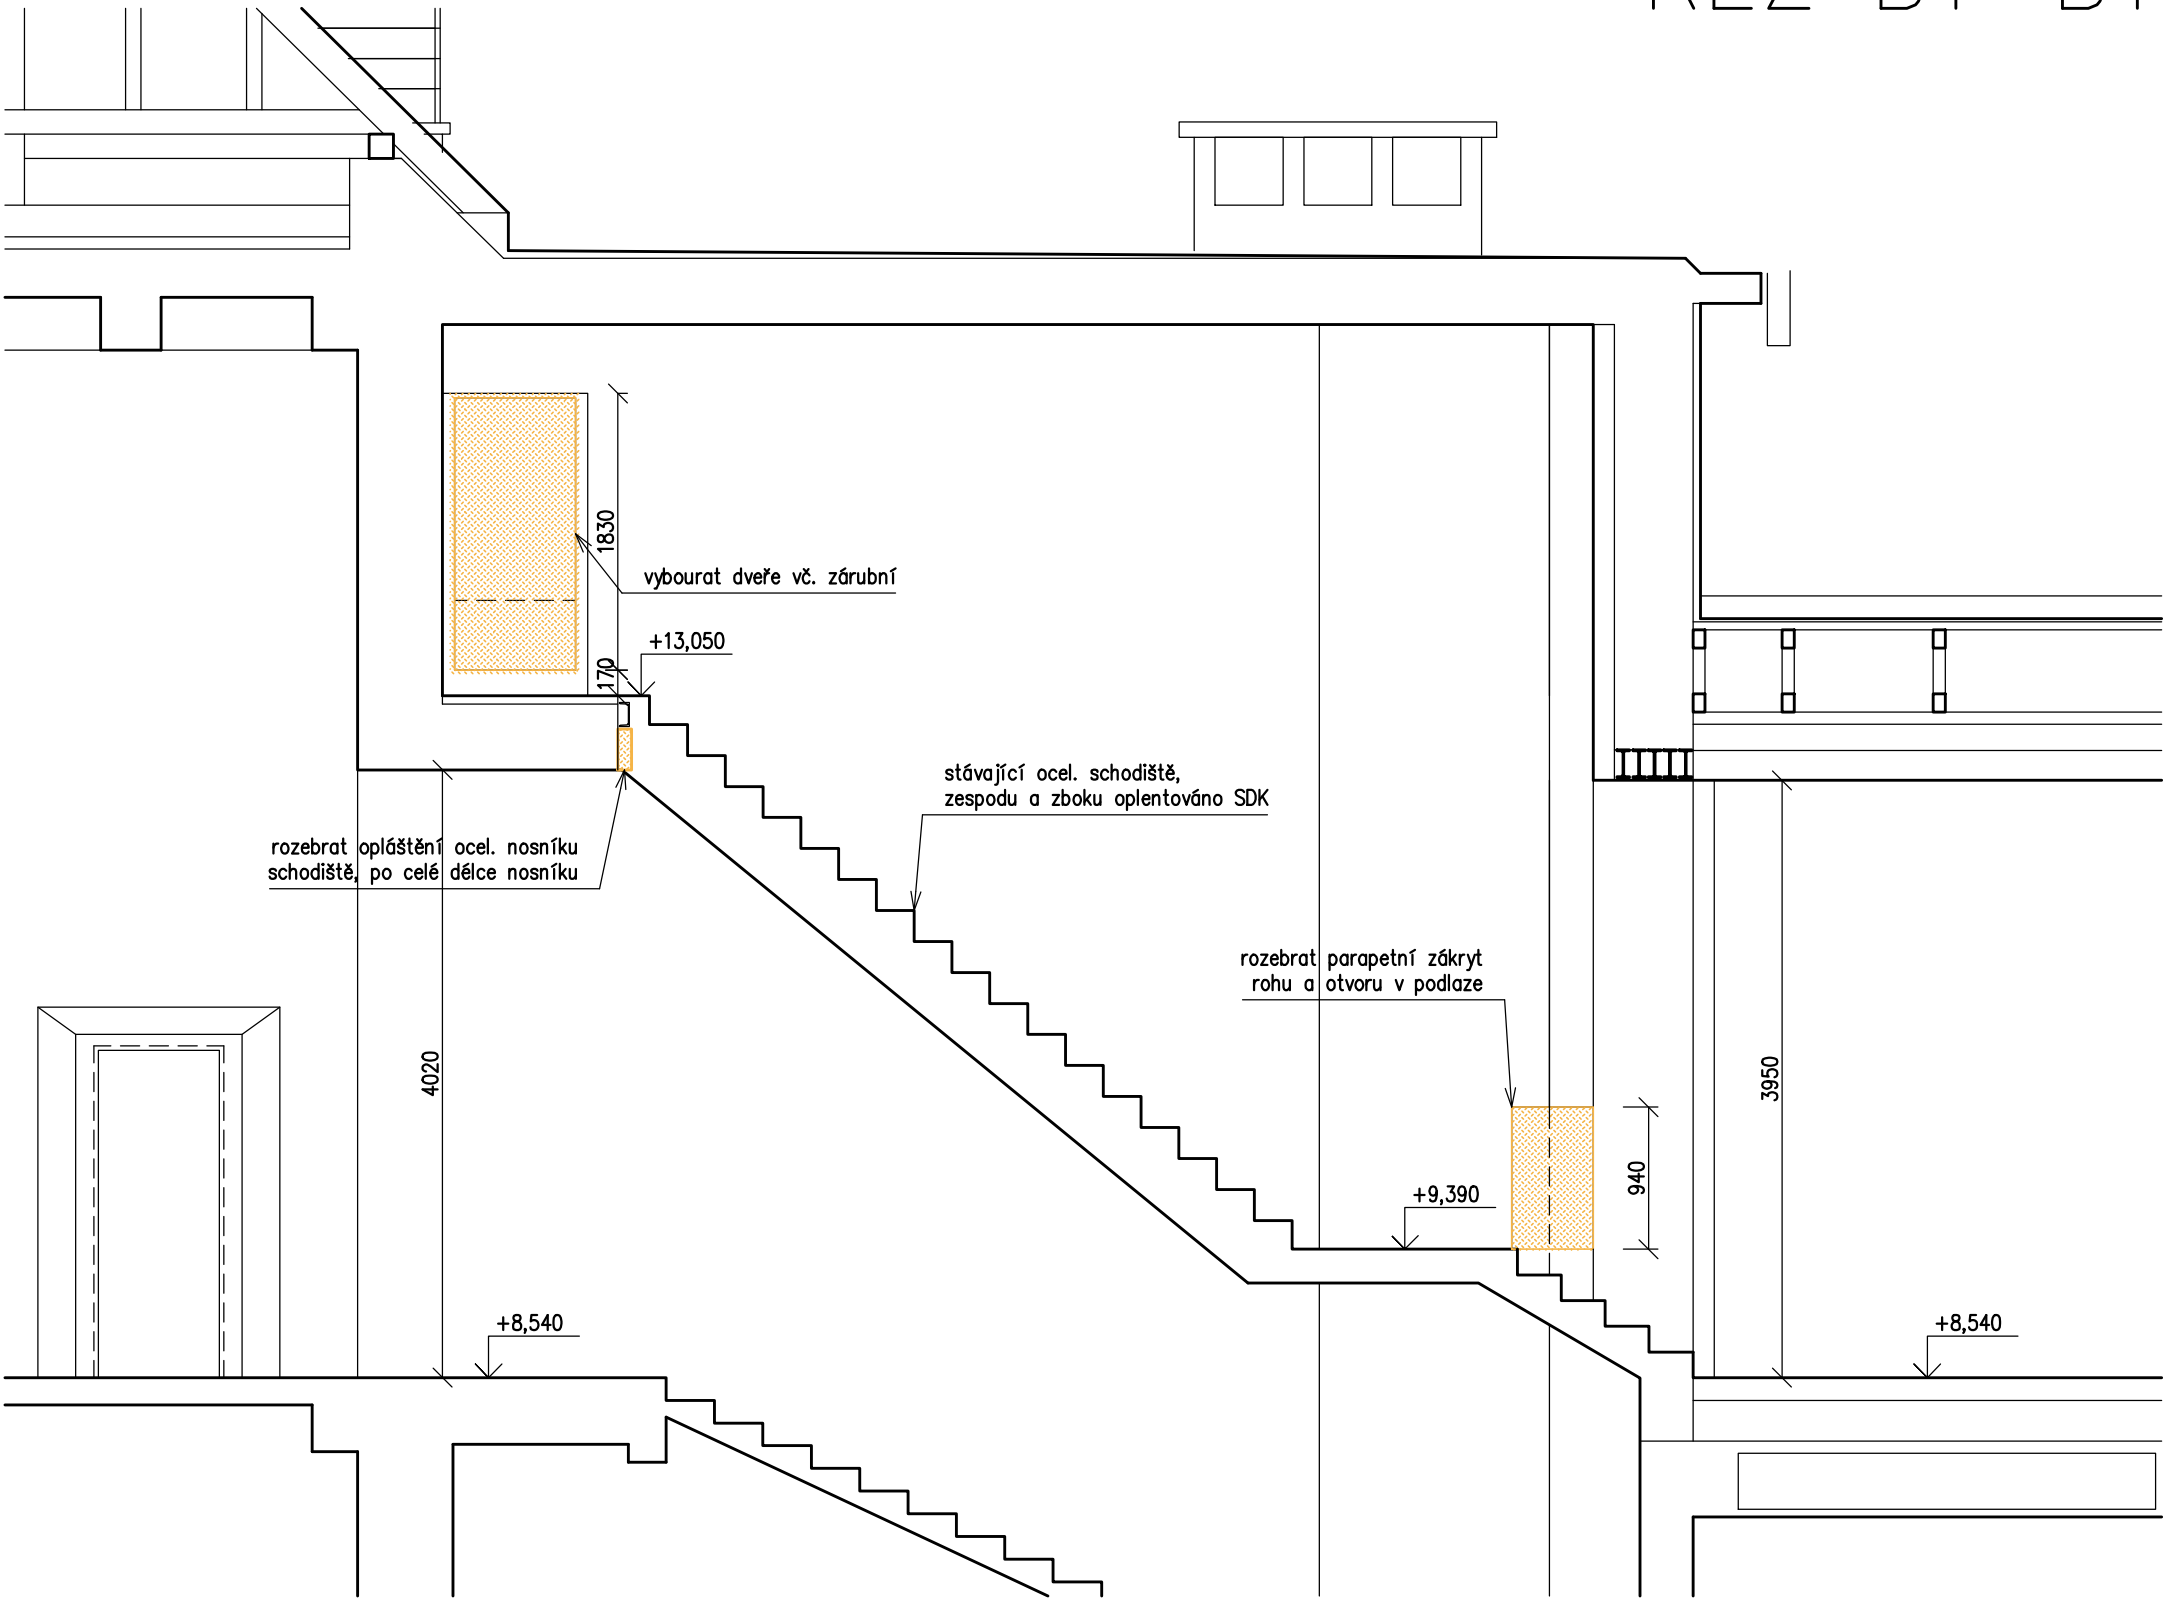 1830
vybourat dveře vč. zárubní
+13,050
170
stávající ocel. schodiště,
zespodu a zboku oplentováno SDK
rozebrat opláštění ocel. nosníku
schodiště, po celé délce nosníku
rozebrat parapetní zákryt
rohu a otvoru v podlaze
4020
3950
940
+9,390
+8,540
+8,540